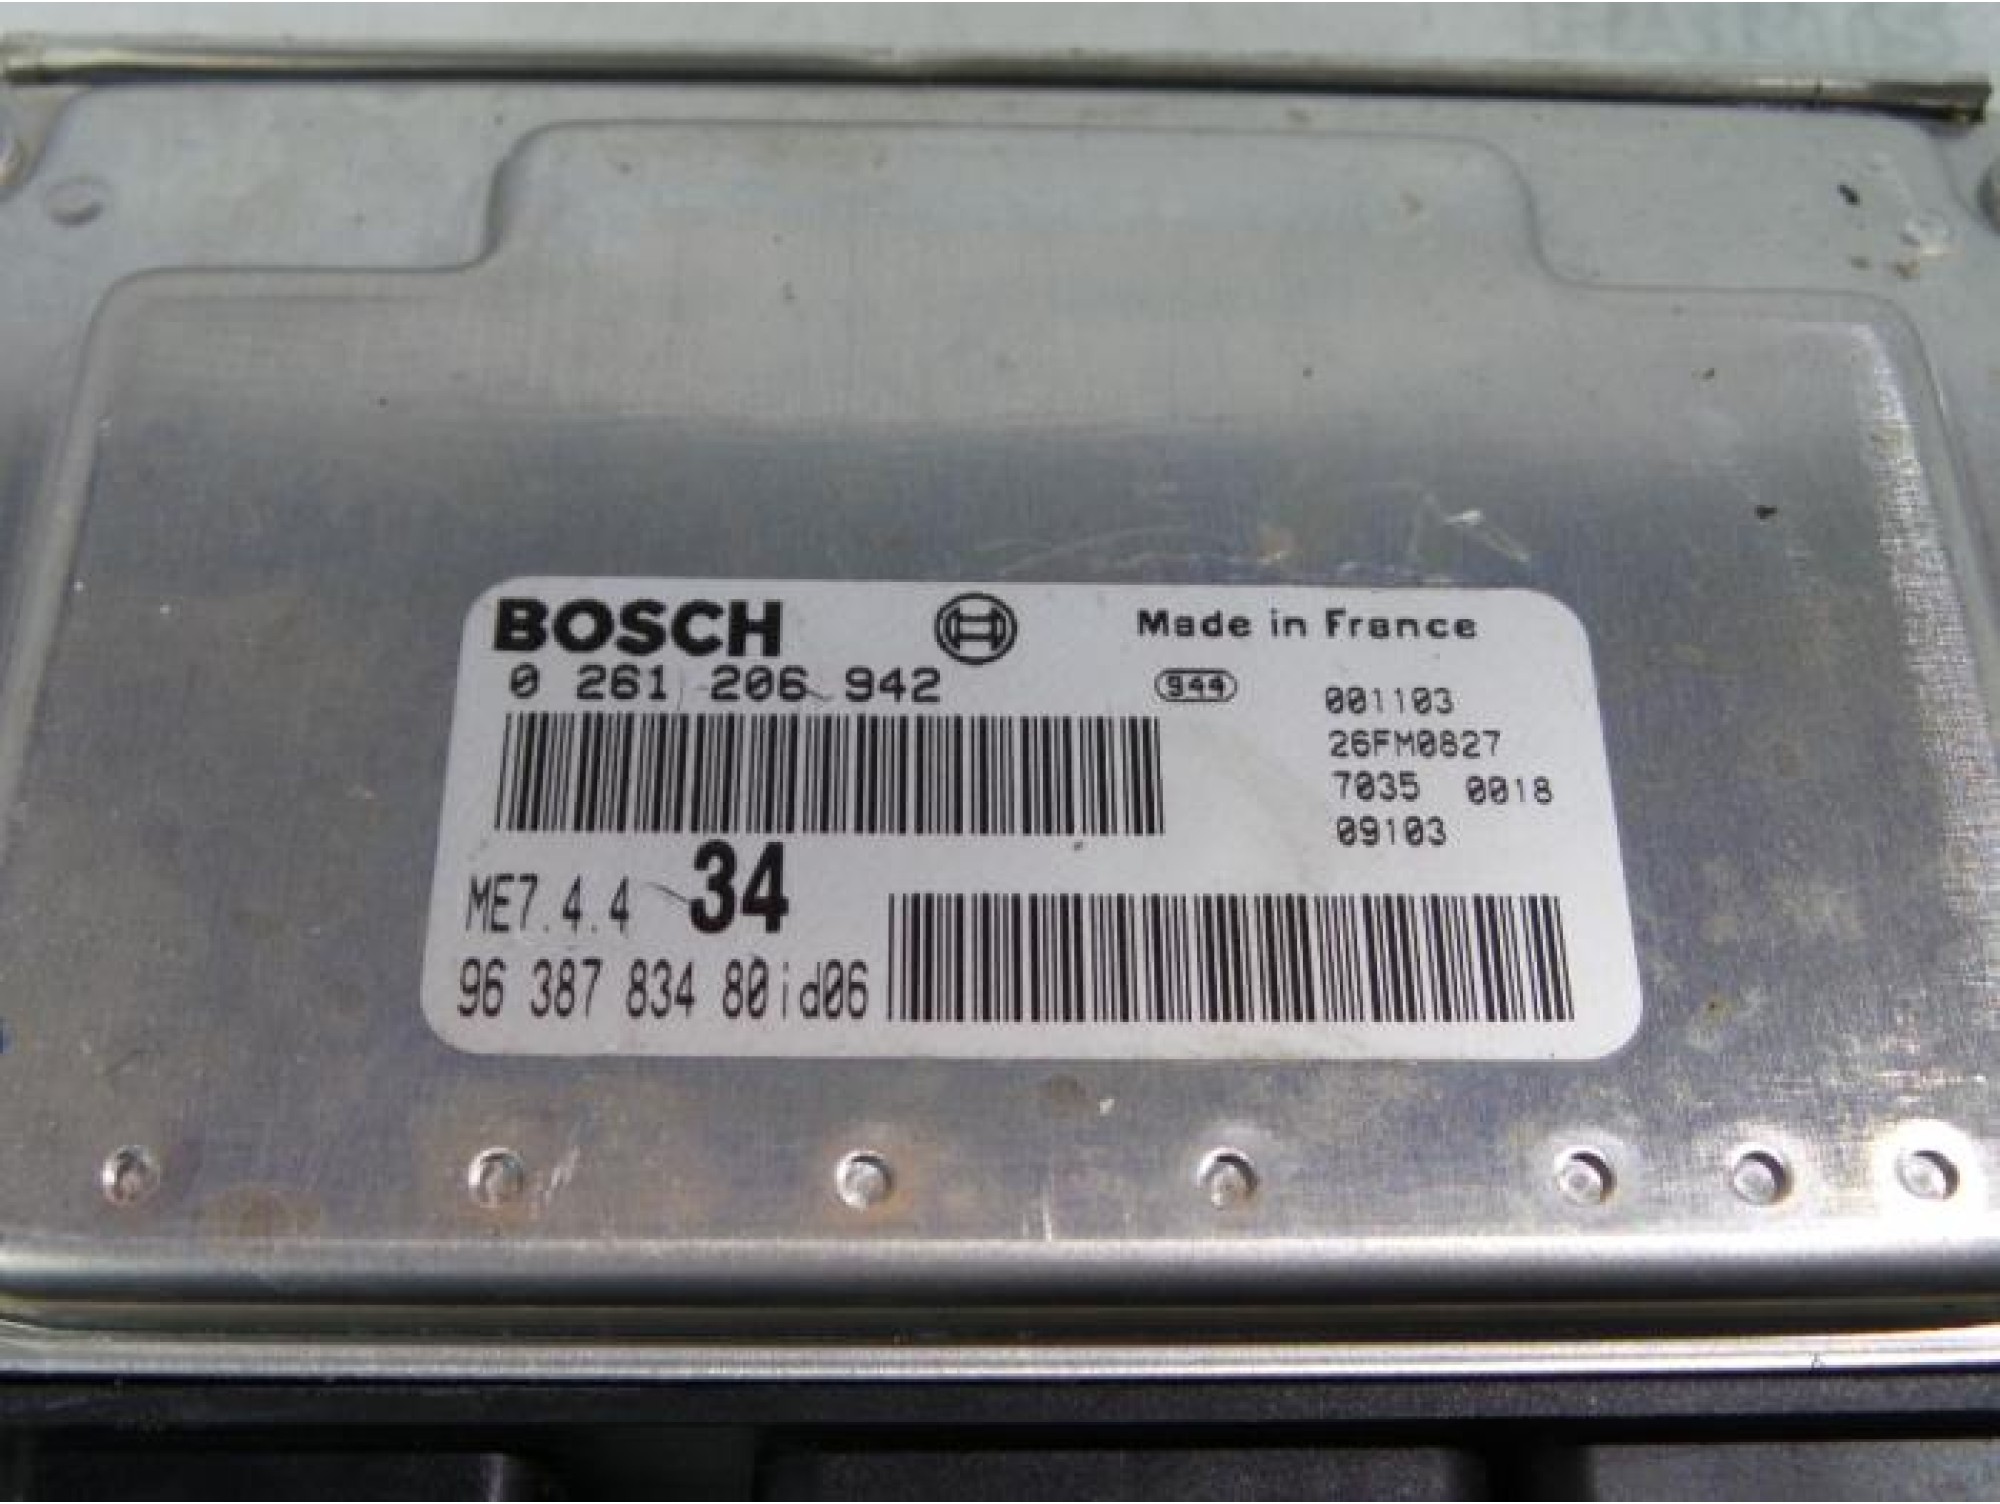 BOSCH
Made in France
0 261 206 942
944
001103
26FM0827
7035 0018
09103
ME7.4.4 34
96 387 834 80id06